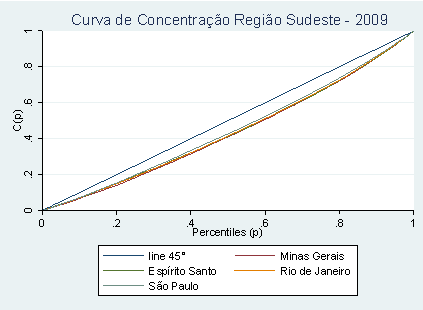 Curva de Concentração Região Sudeste - 2009
C(p)
1
.8
.6
.4
.2
0
0 .2 .4 .6 .8 1
Percentiles (p)
line 45° Minas Gerais
Espírito Santo Rio de Janeiro
São Paulo